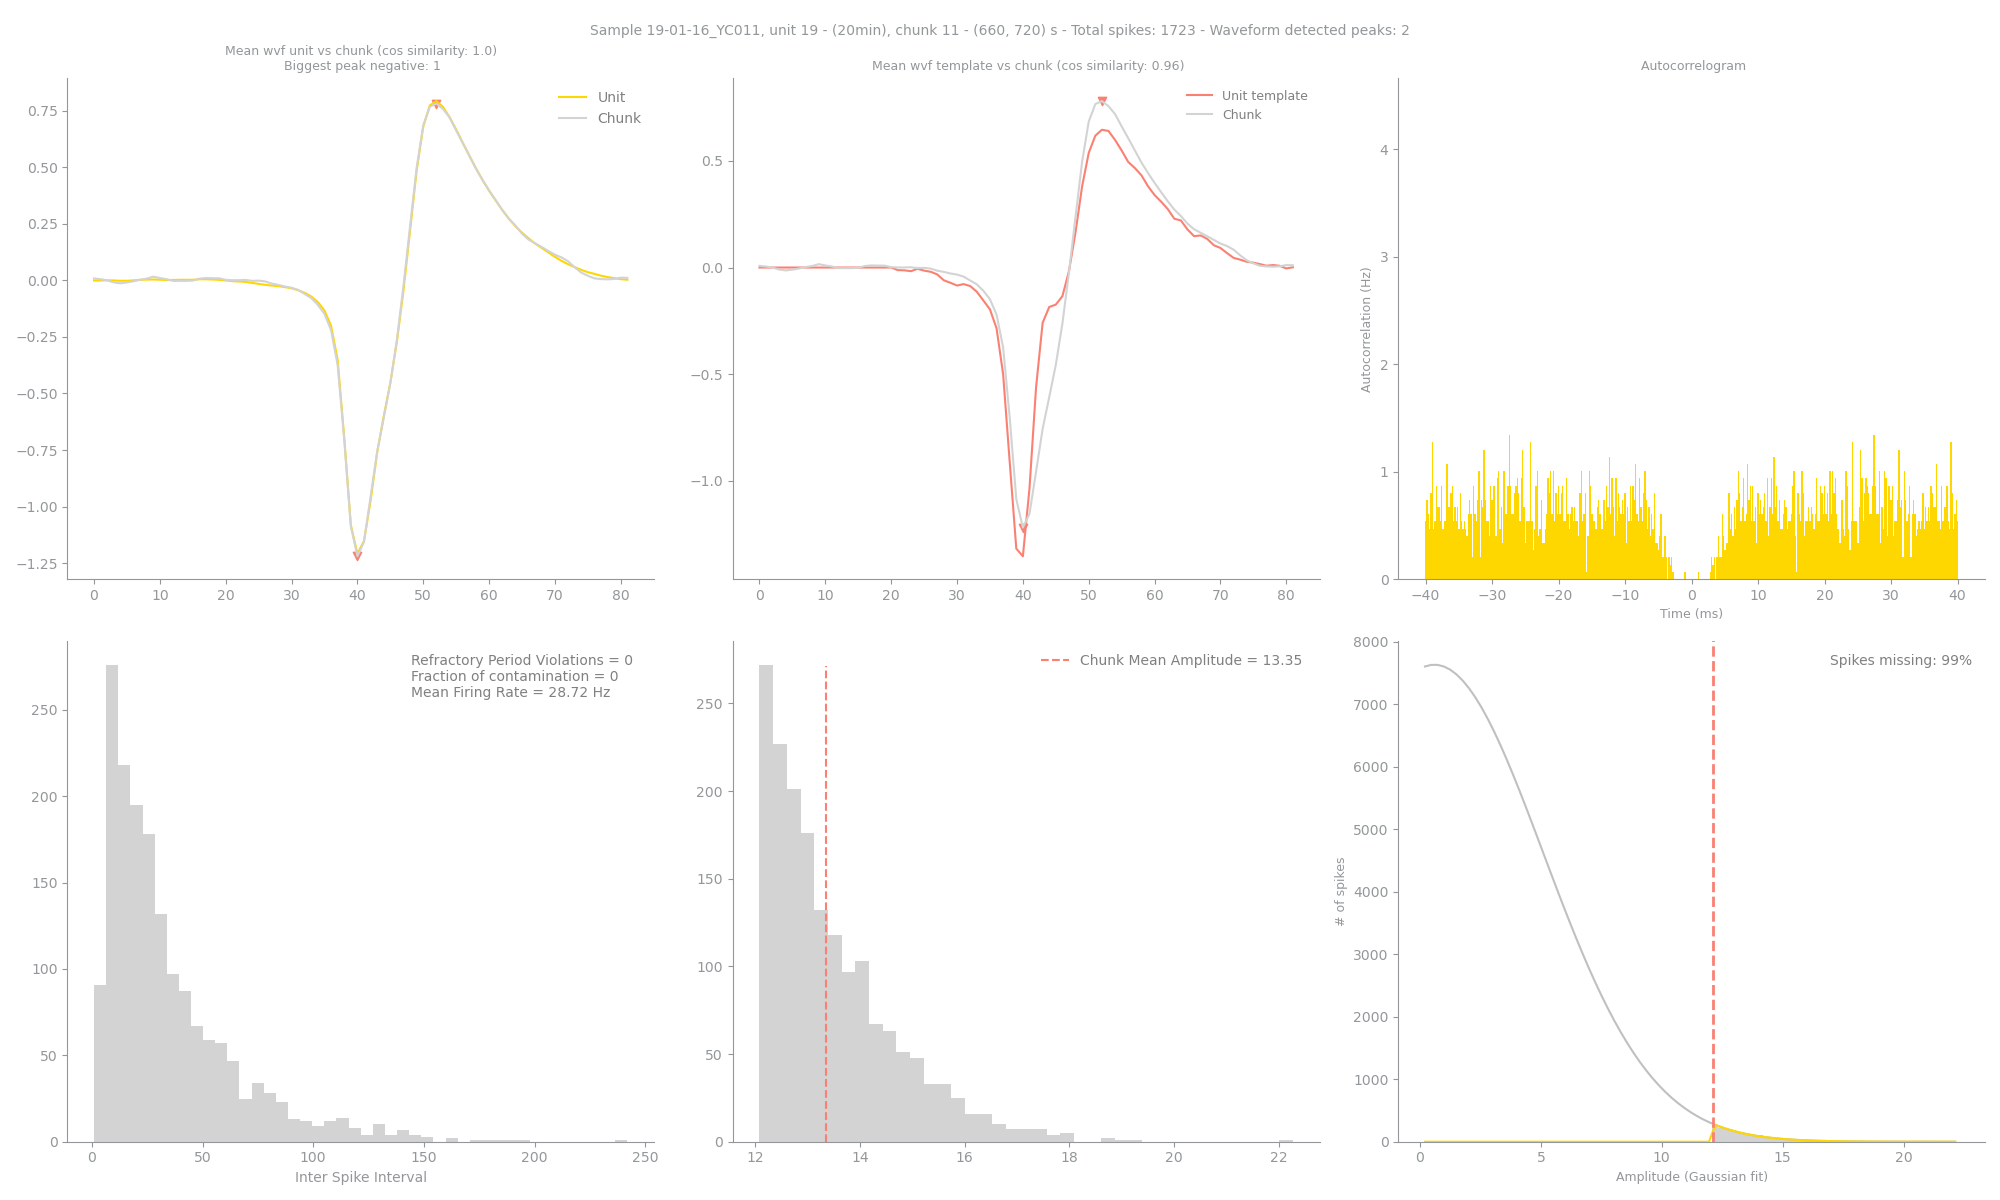 Sample 19-01-16_YC011, unit 19 - (20min), chunk 11 - (660, 720) s - Total spikes: 1723 - Waveform detected peaks: 2
Mean wvf unit vs chunk (cos similarity: 1.0)
Biggest peak negative: 1
Unit
Chunk
0.75
0.50
0.25
0.00
−0.25
−0.50
−0.75
−1.00
−1.25
0 10 20 30 40 50 60 70 80
Mean wvf template vs chunk (cos similarity: 0.96)
Unit template
Chunk
0.5
0.0
−0.5
−1.0
0 10 20 30 40 50 60 70 80
Autocorrelogram
Autocorrelation (Hz)
4
3
2
1
0
−40 −30 −20 −10 0 10 20 30 40
Time (ms)
Refractory Period Violations = 0
Fraction of contamination = 0
Mean Firing Rate = 28.72 Hz
250
200
150
100
50
0
0 50 100 150 200 250
Inter Spike Interval
Chunk Mean Amplitude = 13.35
250
200
150
100
50
0
12 14 16 18 20 22
Spikes missing: 99%
# of spikes
8000
7000
6000
5000
4000
3000
2000
1000
0
0 5 10 15 20
Amplitude (Gaussian fit)